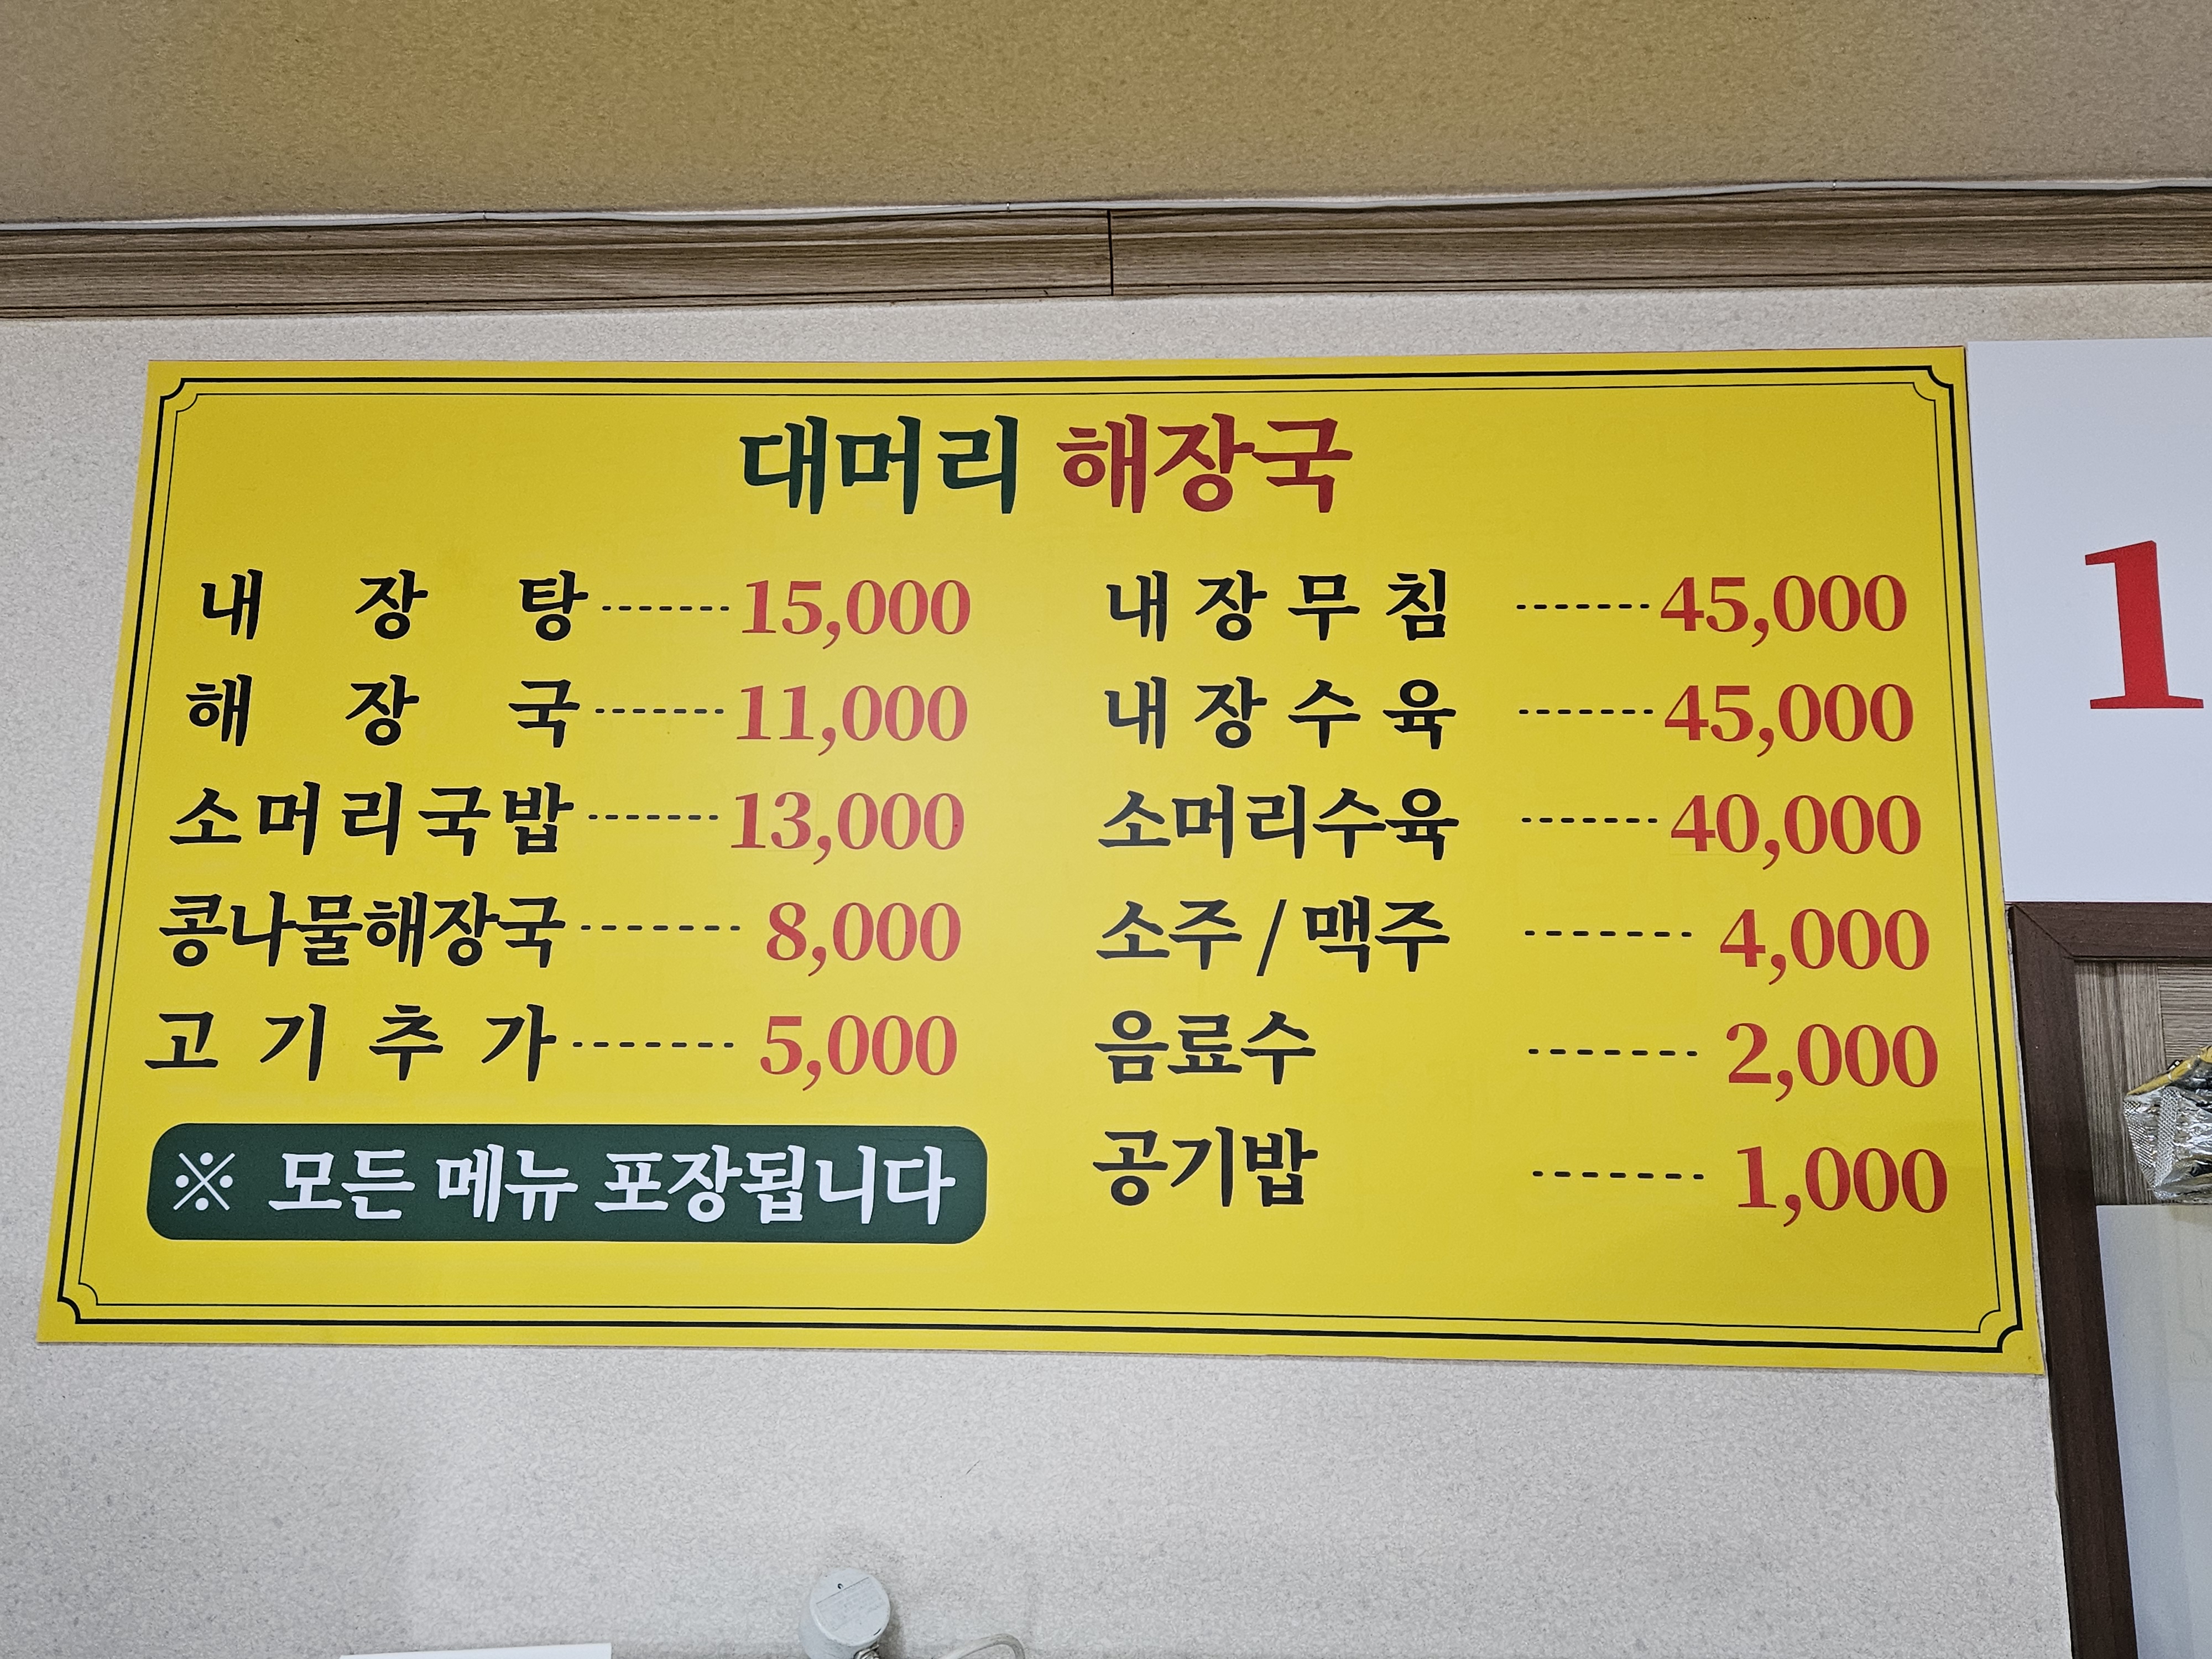 대머리 해장국
내 장 탕 ------- 15,000
해 장 국 ------- 11,000
소머리국밥 ------- 13,000
콩나물해장국 -------- 8,000
고 기 추 가 -------- 5,000
※ 모든 메뉴 포장됩니다
내 장 무 침 ------- 45,000
내 장 수 육 ------- 45,000
소머리수육 ------- 40,000
소주 / 맥주 -------- 4,000
음료수 -------- 2,000
공기밥 -------- 1,000
1